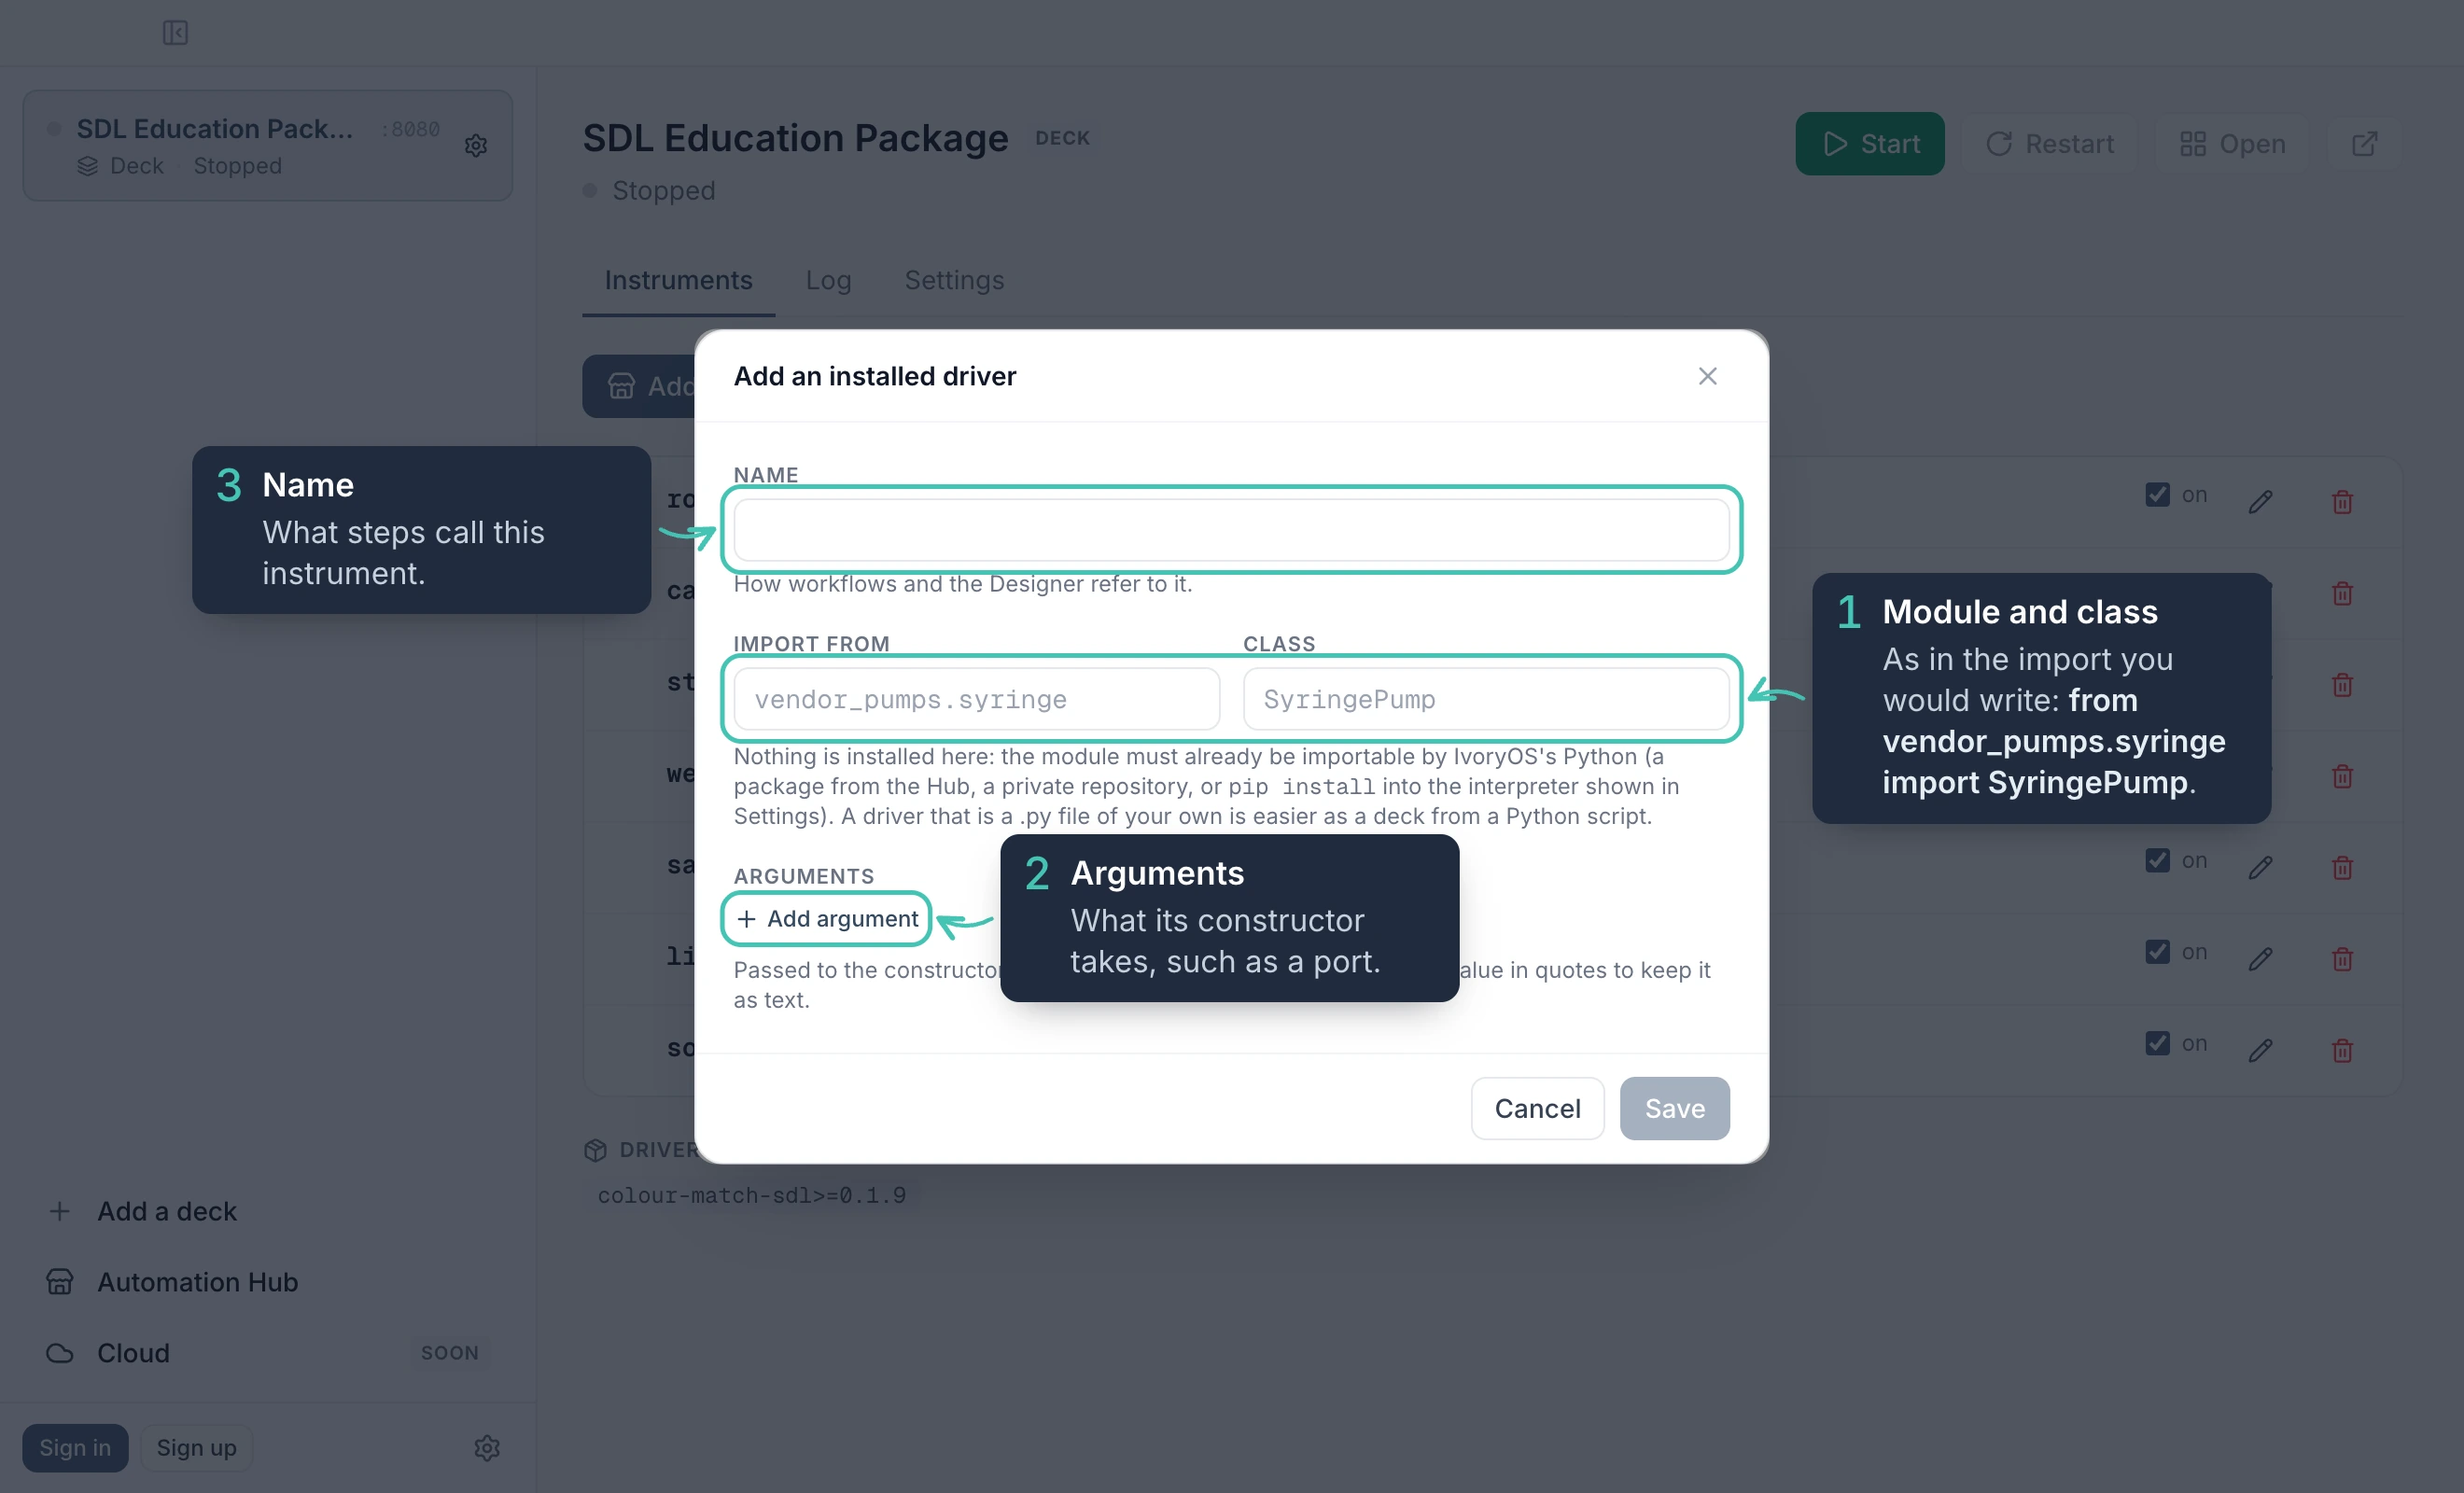 SDL Education Pack... :8080
Deck · Stopped
SDL Education Package DECK
Stopped
Start Restart Open
Instruments Log Settings
Add
Add an installed driver
3 Name
What steps call this
instrument.
NAME
How workflows and the Designer refer to it.
IMPORT FROM CLASS
vendor_pumps.syringe SyringePump
Nothing is installed here: the module must already be importable by IvoryOS's Python (a
package from the Hub, a private repository, or pip install into the interpreter shown in
Settings). A driver that is a .py file of your own is easier as a deck from a Python script.
1 Module and class
As in the import you
would write: from
vendor_pumps.syringe
import SyringePump.
ARGUMENTS
+ Add argument
2 Arguments
What its constructor
takes, such as a port.
Passed to the constructor
alue in quotes to keep it
as text.
Cancel Save
ro
on
ca
st
we
sa
on
li
on
so
on
DRIVER
colour-match-sdl>=0.1.9
Add a deck
Automation Hub
Cloud SOON
Sign in Sign up